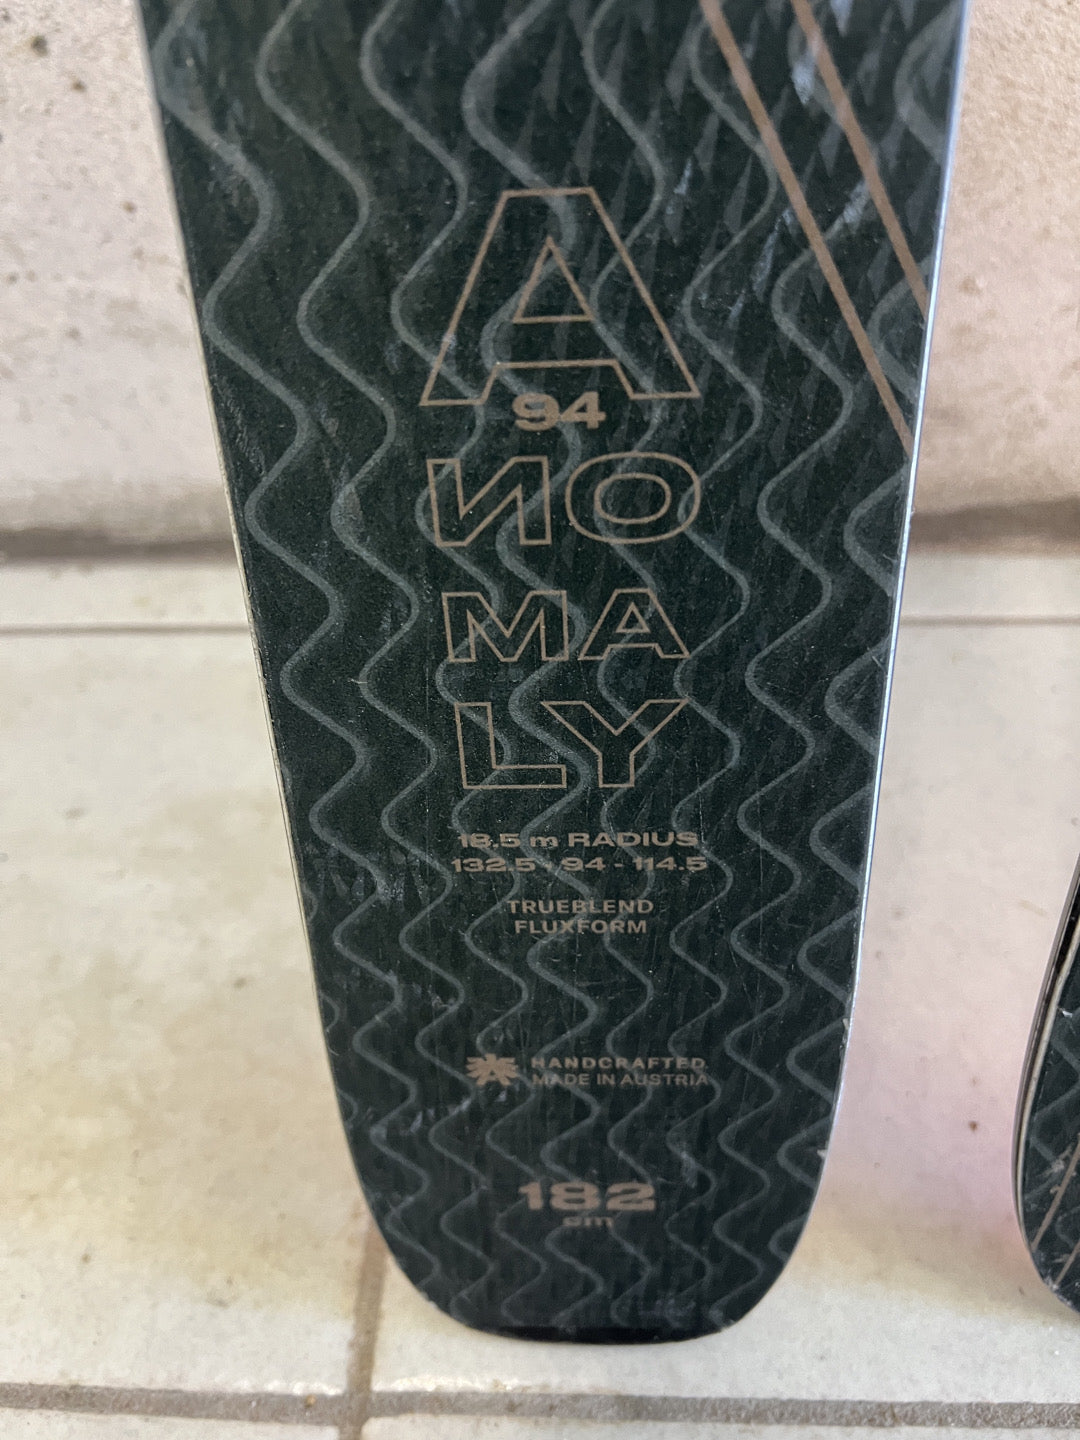 A
94
NO
MA
LY
18.5 m RADIUS
132.5 - 94 - 114.5
TRUEBLEND
FLUXFORM
HANDCRAFTED
MADE IN AUSTRIA
182
cm